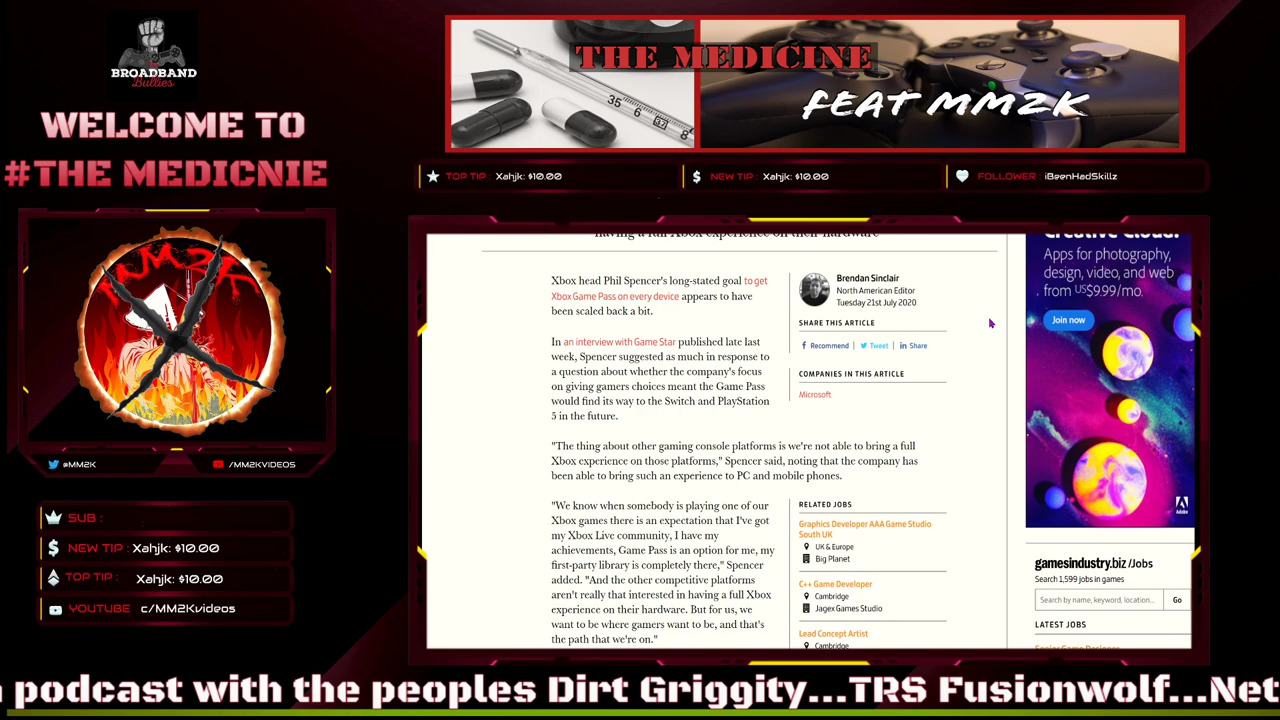 BROADBAND
Bullies
WELCOME TO
#THE MEDICNIE
THE MEDICINE
FEAT MM2K
35
6
37
8
TOP TIP : Xahjk: $10.00
NEW TIP : Xahjk: $10.00
FOLLOWER : iBeenHadSkillz
MM2K
@MM2K
/MM2KVIDEOS
SUB :
NEW TIP : Xahjk: $10.00
TOP TIP : Xahjk: $10.00
YOUTUBE c/MM2Kvideos
having a full Xbox experience on their hardware
Xbox head Phil Spencer's long-stated goal to get
Xbox Game Pass on every device appears to have
been scaled back a bit.
In an interview with Game Star published late last
week, Spencer suggested as much in response to
a question about whether the company's focus
on giving gamers choices meant the Game Pass
would find its way to the Switch and PlayStation
5 in the future.
"The thing about other gaming console platforms is we're not able to bring a full
Xbox experience on those platforms," Spencer said, noting that the company has
been able to bring such an experience to PC and mobile phones.
"We know when somebody is playing one of our
Xbox games there is an expectation that I've got
my Xbox Live community, I have my
achievements, Game Pass is an option for me, my
first-party library is completely there," Spencer
added. "And the other competitive platforms
aren't really that interested in having a full Xbox
experience on their hardware. But for us, we
want to be where gamers want to be, and that's
the path that we're on."
Brendan Sinclair
North American Editor
Tuesday 21st July 2020
SHARE THIS ARTICLE
Recommend
Tweet
Share
COMPANIES IN THIS ARTICLE
Microsoft
RELATED JOBS
Graphics Developer AAA Game Studio
South UK
UK & Europe
Big Planet
C++ Game Developer
Cambridge
Jagex Games Studio
Lead Concept Artist
Cambridge
Creative Cloud.
Apps for photography,
design, video, and web
from US$9.99/mo.
Join now
Adobe
gamesindustry.biz /Jobs
Search 1,599 jobs in games
Search by name, keyword, location...
Go
LATEST JOBS
Senior Game Designer
podcast with the peoples Dirt Griggity...TRS Fusionwolf...Net